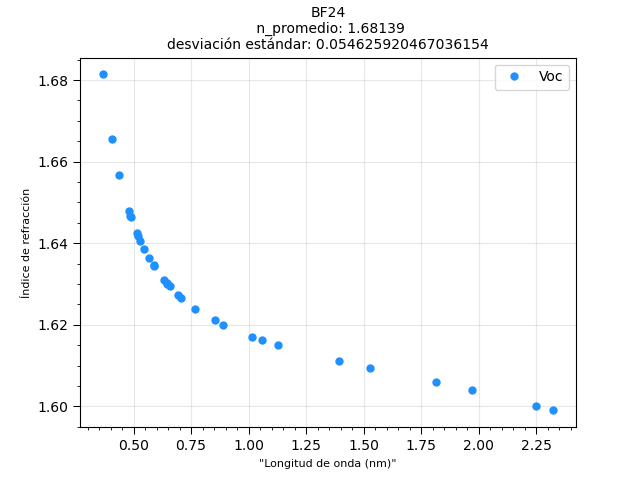 BF24
n_promedio: 1.68139
desviación estándar: 0.054625920467036154
Voc
1.68
1.66
1.64
1.62
1.60
Índice de refracción
0.50 0.75 1.00 1.25 1.50 1.75 2.00 2.25
"Longitud de onda (nm)"